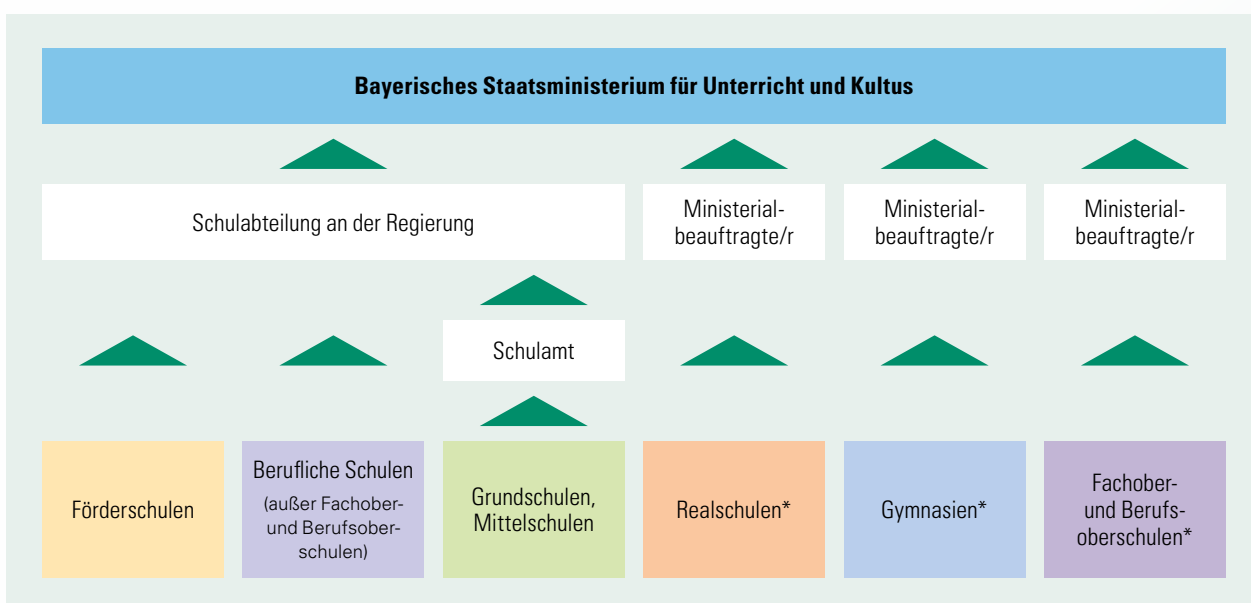 Bayerisches Staatsministerium für Unterricht und Kultus
Schulabteilung an der Regierung
Ministerial-
beauftragte/r
Ministerial-
beauftragte/r
Ministerial-
beauftragte/r
Schulamt
Förderschulen
Berufliche Schulen
(außer Fachober-
und Berufsober-
schulen)
Grundschulen,
Mittelschulen
Realschulen*
Gymnasien*
Fachober-
und Berufs-
oberschulen*